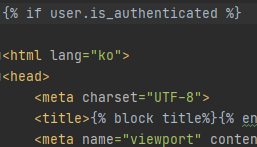 {% if user.is_authenticated %}
<html lang="ko">
<head>
<meta charset="UTF-8">
<title>{% block title%}{% en
<meta name="viewport" conten